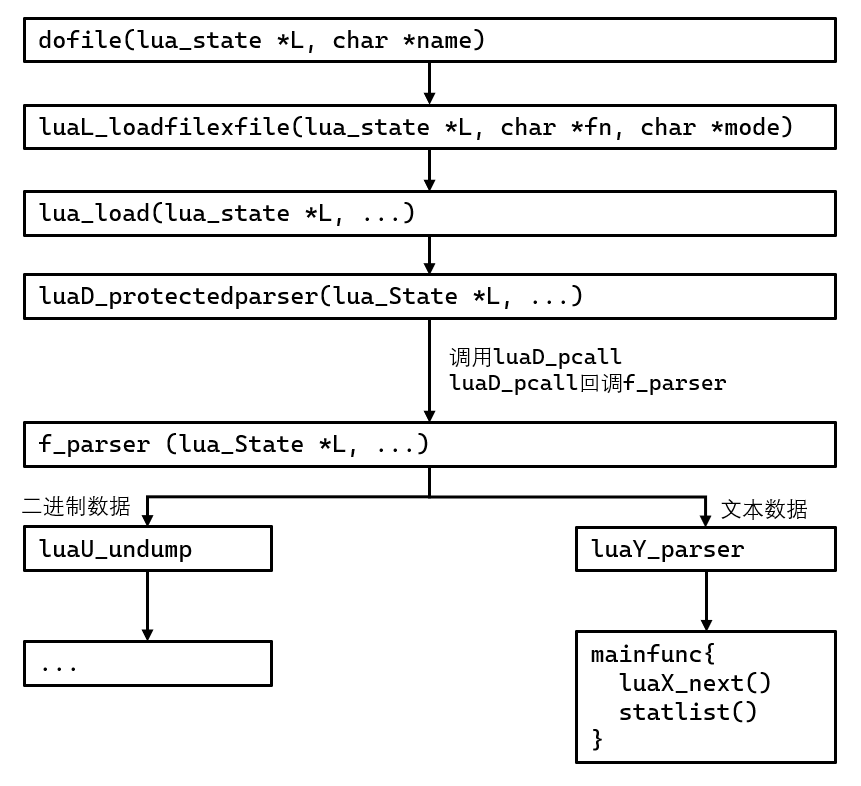 dofile(lua_state *L, char *name)
luaL_loadfilexfile(lua_state *L, char *fn, char *mode)
lua_load(lua_state *L, ...)
luaD_protectedparser(lua_State *L, ...)
调用luaD_pcall
luaD_pcall回调f_parser
f_parser (lua_State *L, ...)
二进制数据
文本数据
luaU_undump
luaY_parser
...
mainfunc{
luaX_next()
statlist()
}